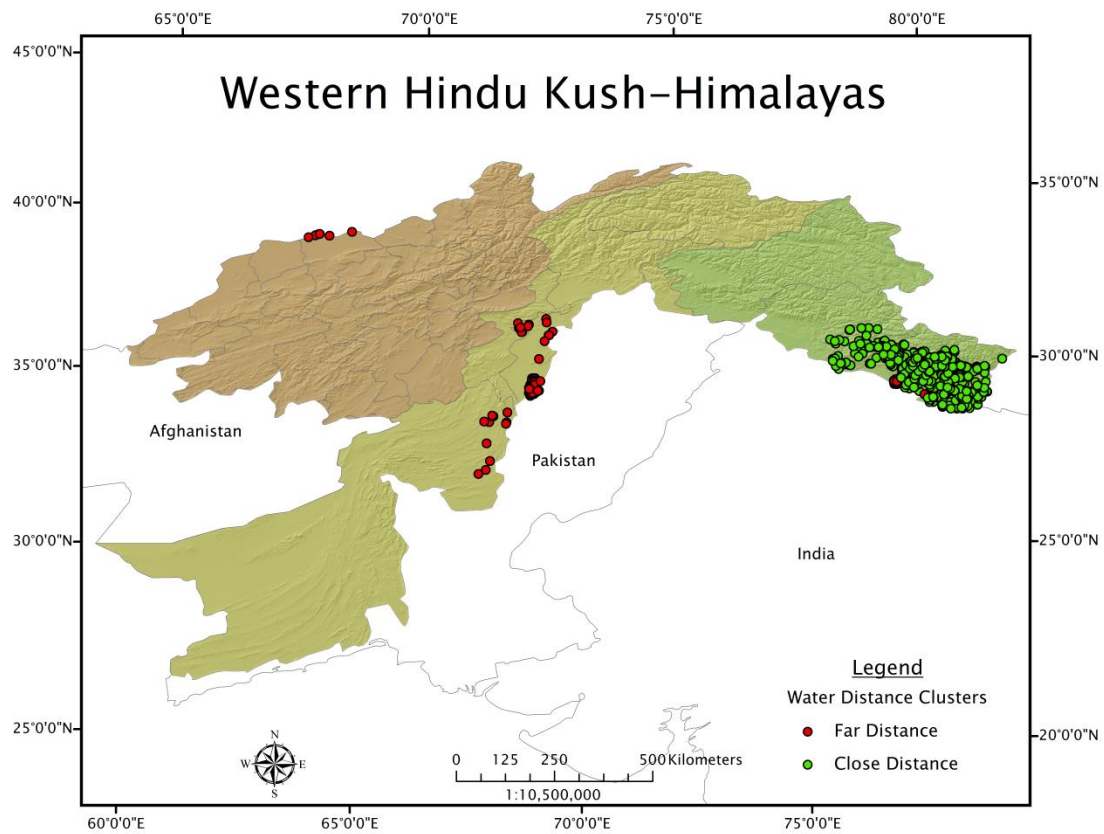 65°0'0"E 70°0'0"E 75°0'0"E 80°0'0"E
45°0'0"N
Western Hindu Kush-Himalayas
40°0'0"N
35°0'0"N
35°0'0"N
30°0'0"N
Afghanistan
Pakistan
30°0'0"N
25°0'0"N
India
Legend
Water Distance Clusters
Far Distance
Close Distance
25°0'0"N
20°0'0"N
N
W E
S
0 125 250 500 Kilometers
1:10,500,000
60°0'0"E 65°0'0"E 70°0'0"E 75°0'0"E